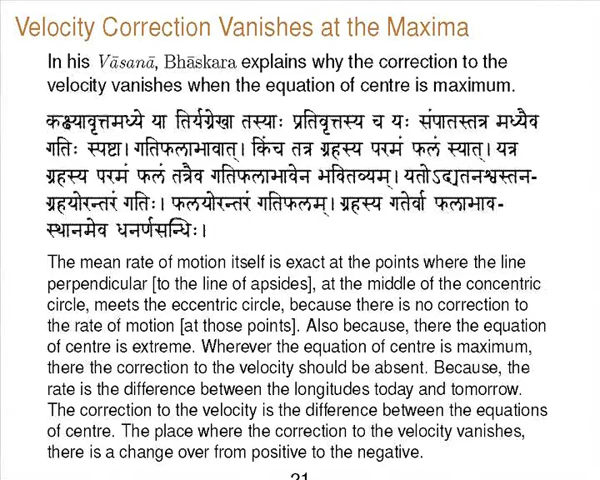 Velocity Correction Vanishes at the Maxima
In his Vāsanā, Bhāskara explains why the correction to the
velocity vanishes when the equation of centre is maximum.
कक्ष्यावृत्तमध्ये या तिर्यग्रेखा तस्याः प्रतिवृत्तस्य च यः संपातस्तत्र मध्यैव
गतिः स्पष्टा। गतिफलाभावात्। किंच तत्र ग्रहस्य परमं फलं स्यात्। यत्र
ग्रहस्य परमं फलं तत्रैव गतिफलाभावेन भवितव्यम्। यतोऽद्यतनश्वस्तन-
ग्रहयोरन्तरं गतिः। फलयोरन्तरं गतिफलम्। ग्रहस्य गतेर्वा फलाभाव-
स्थानमेव धनर्णसन्धिः।
The mean rate of motion itself is exact at the points where the line
perpendicular [to the line of apsides], at the middle of the concentric
circle, meets the eccentric circle, because there is no correction to
the rate of motion [at those points]. Also because, there the equation
of centre is extreme. Wherever the equation of centre is maximum,
there the correction to the velocity should be absent. Because, the
rate is the difference between the longitudes today and tomorrow.
The correction to the velocity is the difference between the equations
of centre. The place where the correction to the velocity vanishes,
there is a change over from positive to the negative.
21